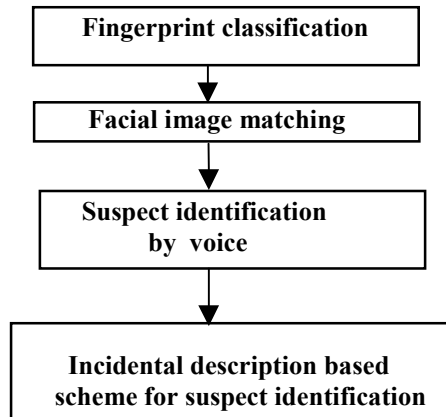 Fingerprint classification
Facial image matching
Suspect identification
by voice
Incidental description based
scheme for suspect identification